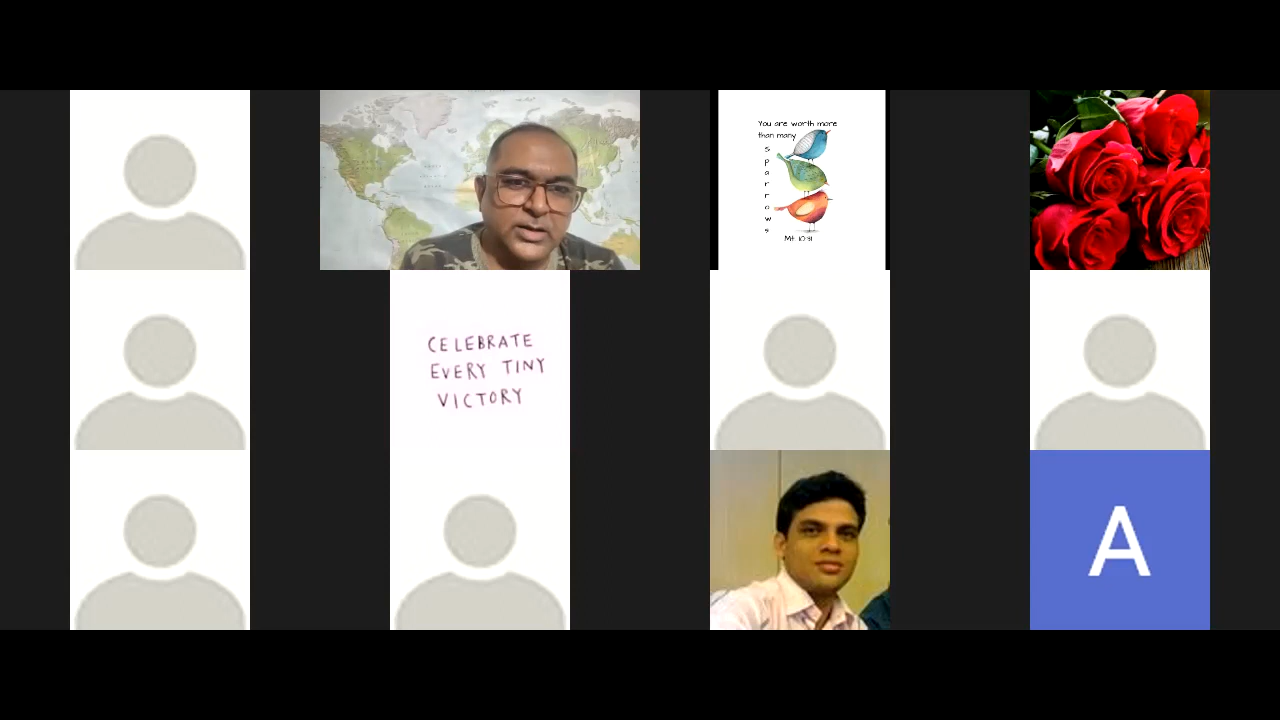 You are worth more
than many
s
p
a
r
r
o
w
s
Mt. 10:31
CELEBRATE
EVERY TINY
VICTORY
A